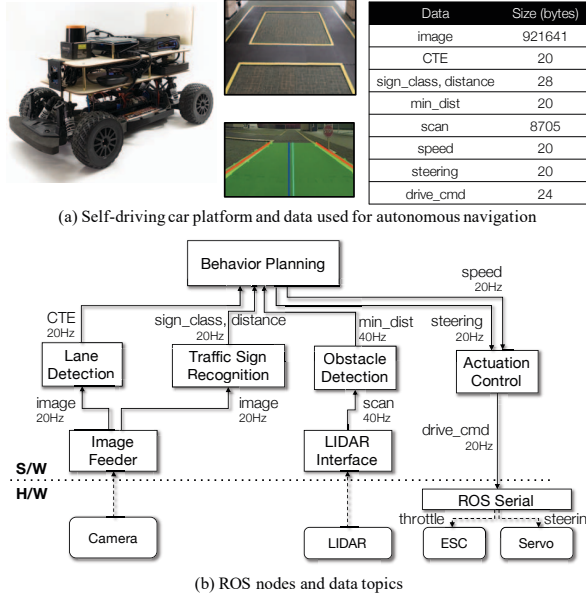 Data Size (bytes)
image 921641
CTE 20
sign_class, distance 28
min_dist 20
scan 8705
speed 20
steering 20
drive_cmd 24
(a) Self-driving car platform and data used for autonomous navigation
Behavior Planning
speed
20Hz
CTE
20Hz
sign_class, distance
20Hz
min_dist
40Hz
steering
20Hz
Lane
Detection
Traffic Sign
Recognition
Obstacle
Detection
Actuation
Control
image
20Hz
image
20Hz
scan
40Hz
drive_cmd
20Hz
Image
Feeder
LIDAR
Interface
S/W
H/W
ROS Serial
throttle
steerin
Camera
LIDAR
ESC
Servo
(b) ROS nodes and data topics